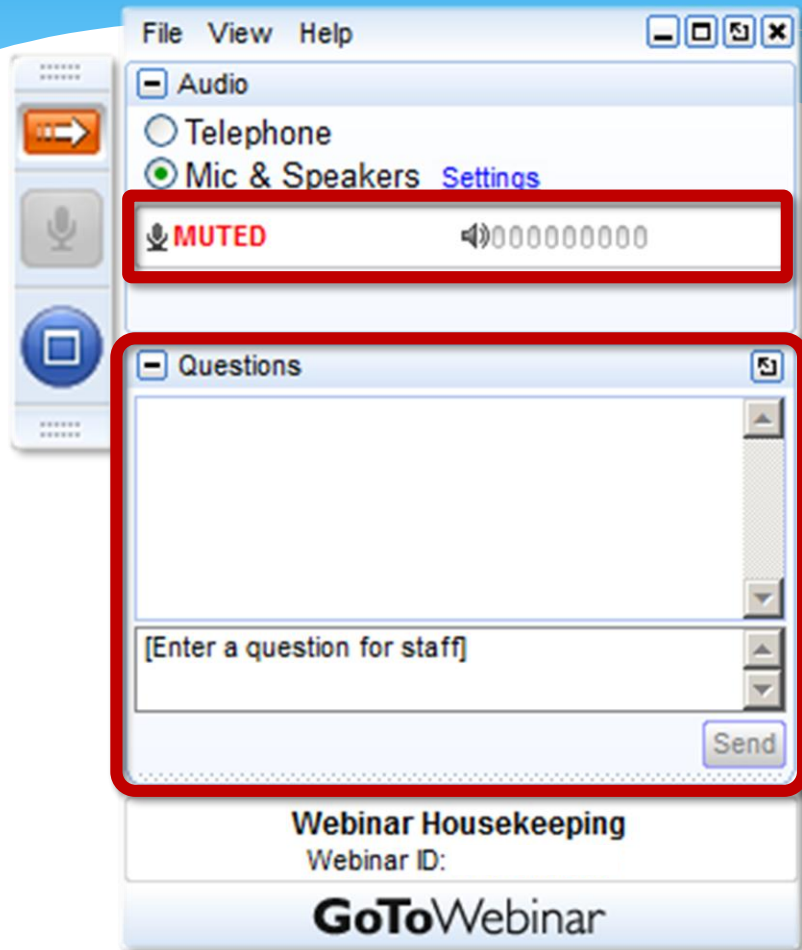 File View Help
Audio
Telephone
Mic & Speakers Settings
MUTED 000000000
Questions
[Enter a question for staff]
Send
Webinar Housekeeping
Webinar ID:
GoToWebinar